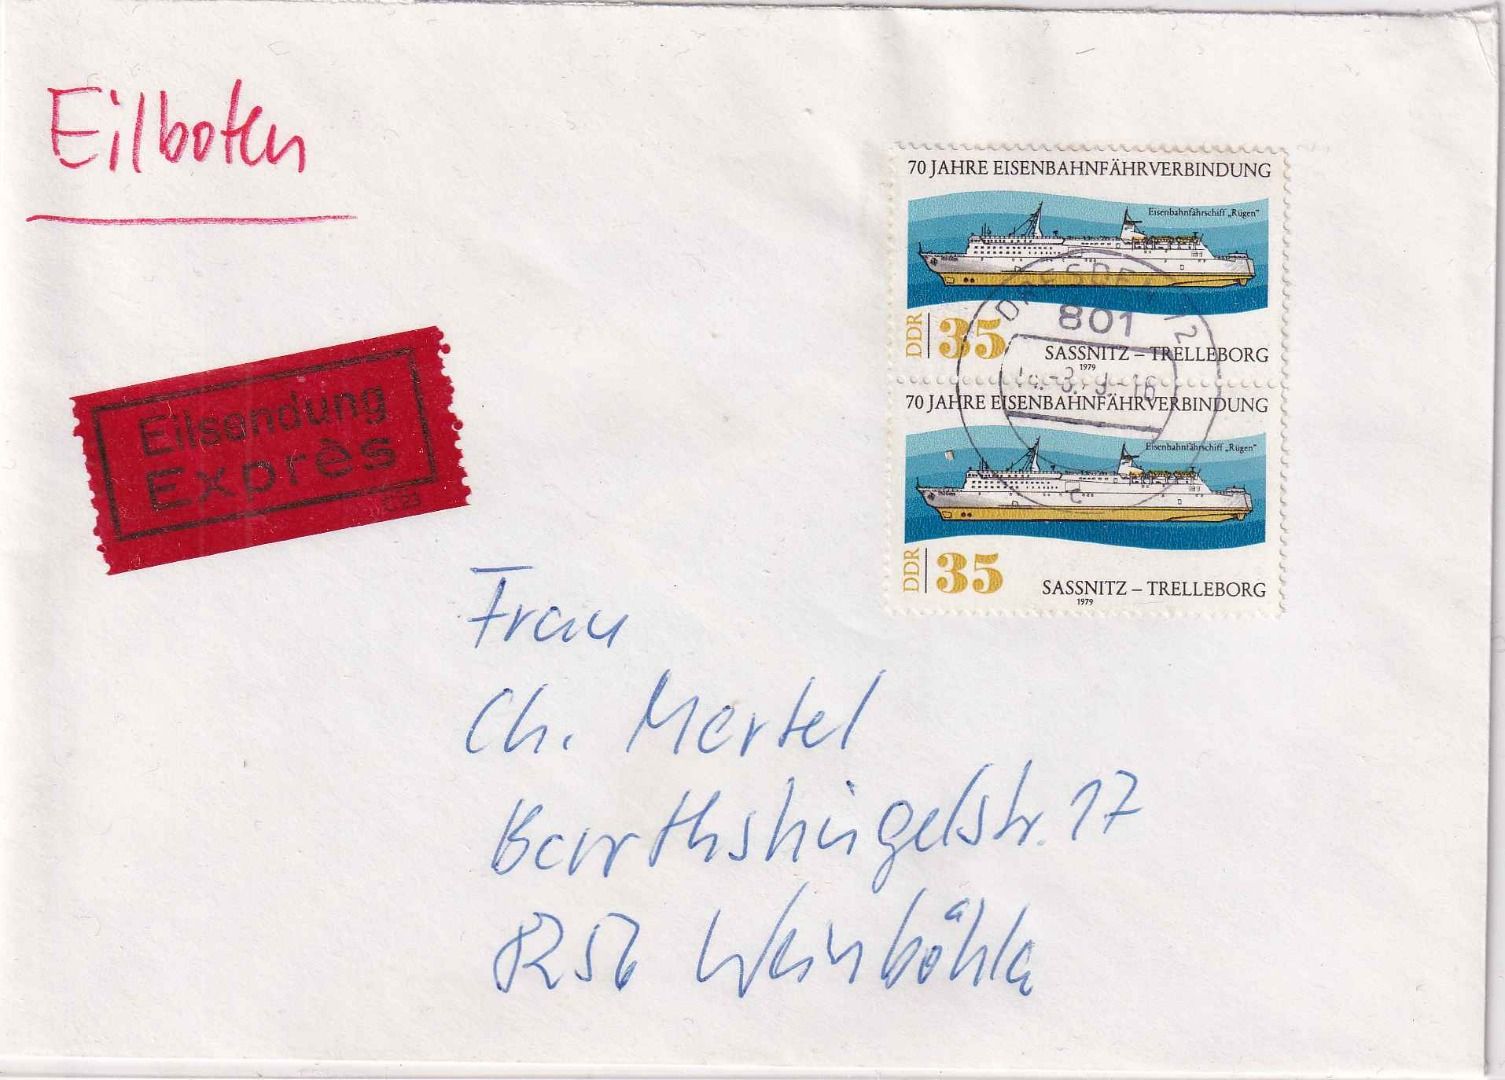 Eilboten
70 JAHRE EISENBAHNFÄHRVERBINDUNG
Eisenbahnfährschiff „Rügen"
DDR 35
SASSNITZ – TRELLEBORG
1979
801
70 JAHRE EISENBAHNFÄHRVERBINDUNG
Eisenbahnfährschiff „Rügen"
c
DDR 35
SASSNITZ – TRELLEBORG
1979
Eilsendung
Exprès
C 23
Frau
Ch. Mertel
Barthshügelstr. 17
8256 Weinböhla